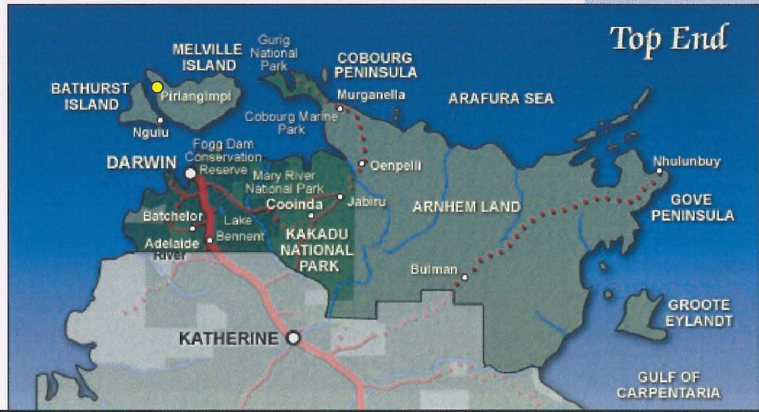 Top End
Gurig
National
Park
MELVILLE
ISLAND
COBOURG
PENINSULA
BATHURST
ISLAND
Pirlangimpi
Murganella
ARAFURA SEA
Cobourg Marine
Park
Nguiu
Fogg Dam
Conservation
Reserve
DARWIN
Oenpelli
Nhulunbuy
Mary River
National Park
Cooinda
Jabiru
ARNHEM LAND
GOVE
PENINSULA
Batchelor
Lake
Bennent
KAKADU
NATIONAL
PARK
Adelaide
River
Bulman
GROOTE
EYLANDT
KATHERINE
GULF OF
CARPENTARIA